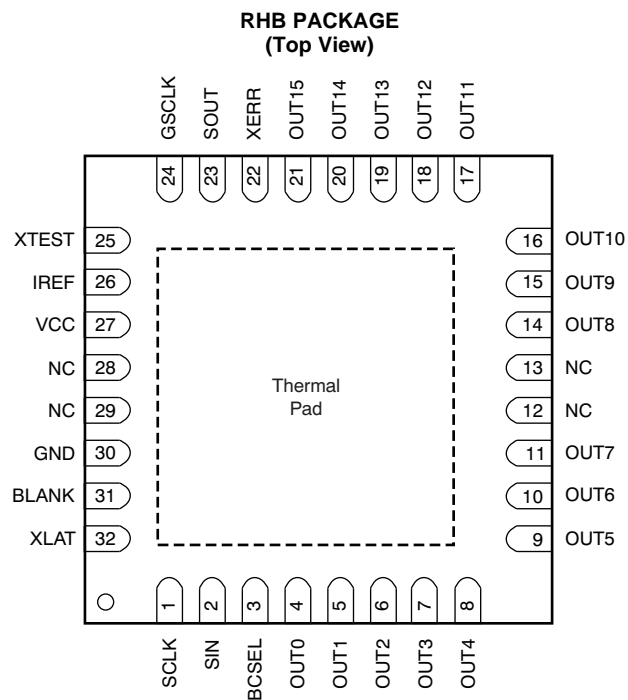 RHB PACKAGE
(Top View)
GSCLK
SOUT
XERR
OUT15
OUT14
OUT13
OUT12
OUT11
24
23
22
21
20
19
18
17
XTEST 25
IREF 26
VCC 27
NC 28
NC 29
GND 30
BLANK 31
XLAT 32
Thermal
Pad
16 OUT10
15 OUT9
14 OUT8
13 NC
12 NC
11 OUT7
10 OUT6
9 OUT5
1
2
3
4
5
6
7
8
SCLK
SIN
BCSEL
OUT0
OUT1
OUT2
OUT3
OUT4